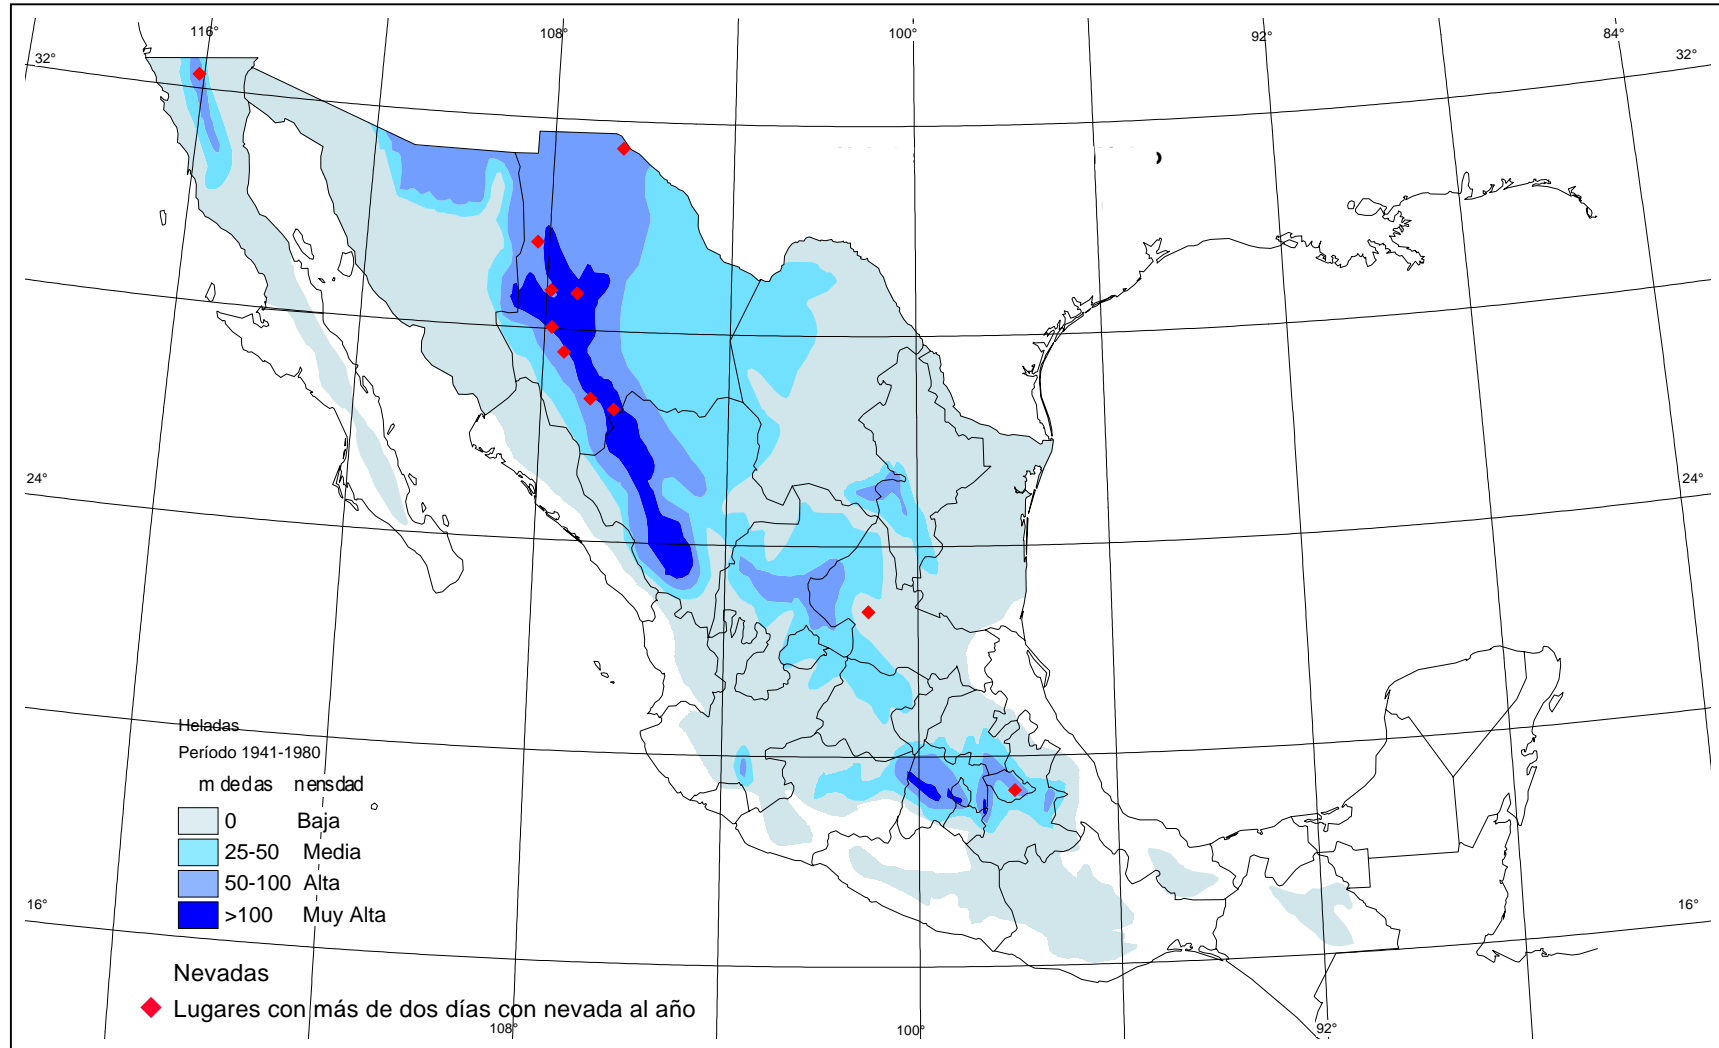 116°
108°
100°
92°
84°
32°
32°
24°
24°
16°
16°
Heladas
Período 1941-1980
m dedas nensdad
0 Baja
25-50 Media
50-100 Alta
>100 Muy Alta
Nevadas
Lugares con más de dos días con nevada al año
108°
100°
92°